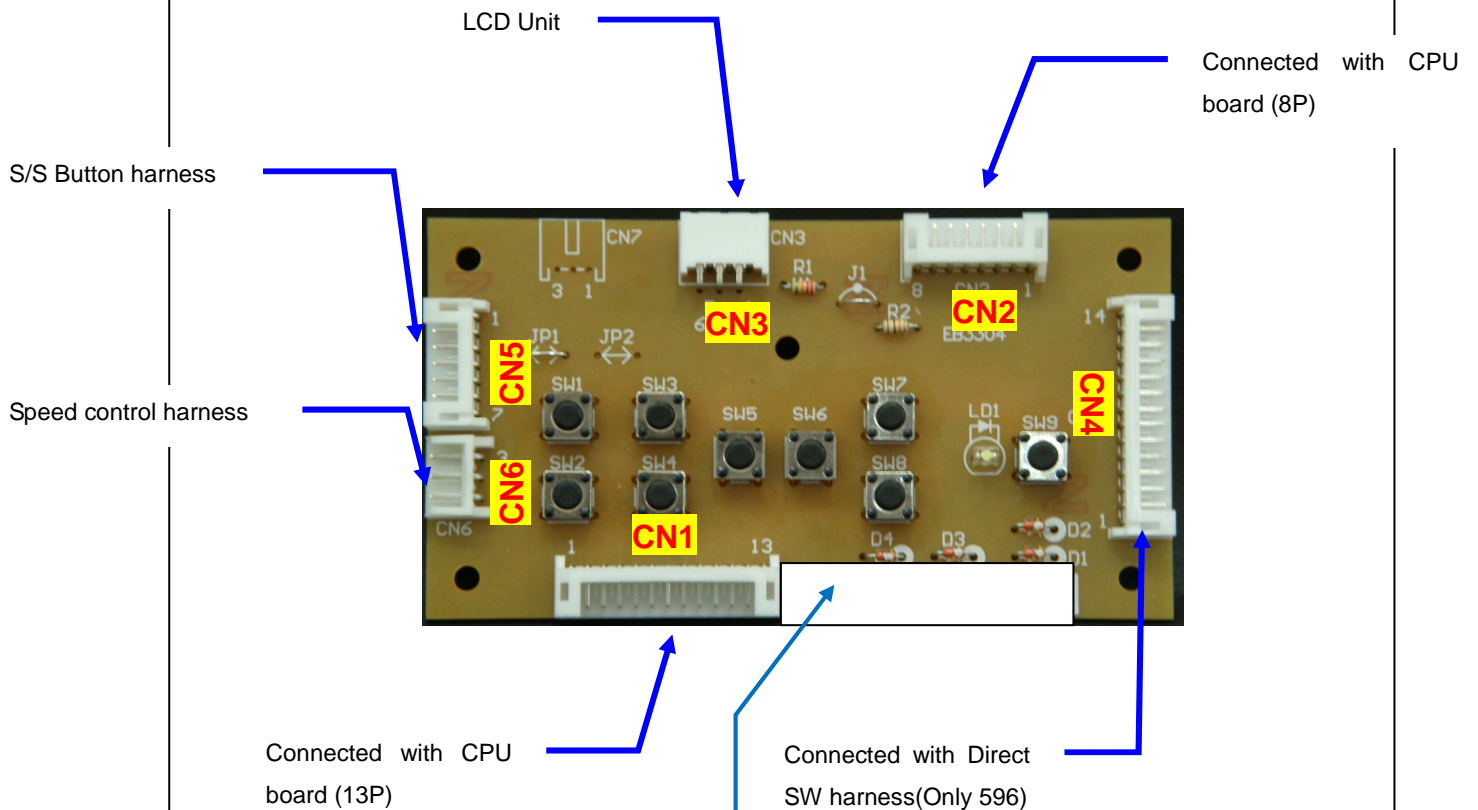 LCD Unit
Connected with CPU
board (8P)
S/S Button harness
Speed control harness
CN7
3 1
CN3
R1
J1
8 CN2 1
R2
CN3
CN2
EB3304
14
1
JP1
JP2
CN5
7
SW1
SW3
SW5
SW6
SW7
LD1
SW9
CN4
3
CN6
CN6
SW2
SW4
SW8
CN1
1
13
D4
D3
D2
D1
1
Connected with CPU
board (13P)
Connected with Direct
SW harness(Only 596)